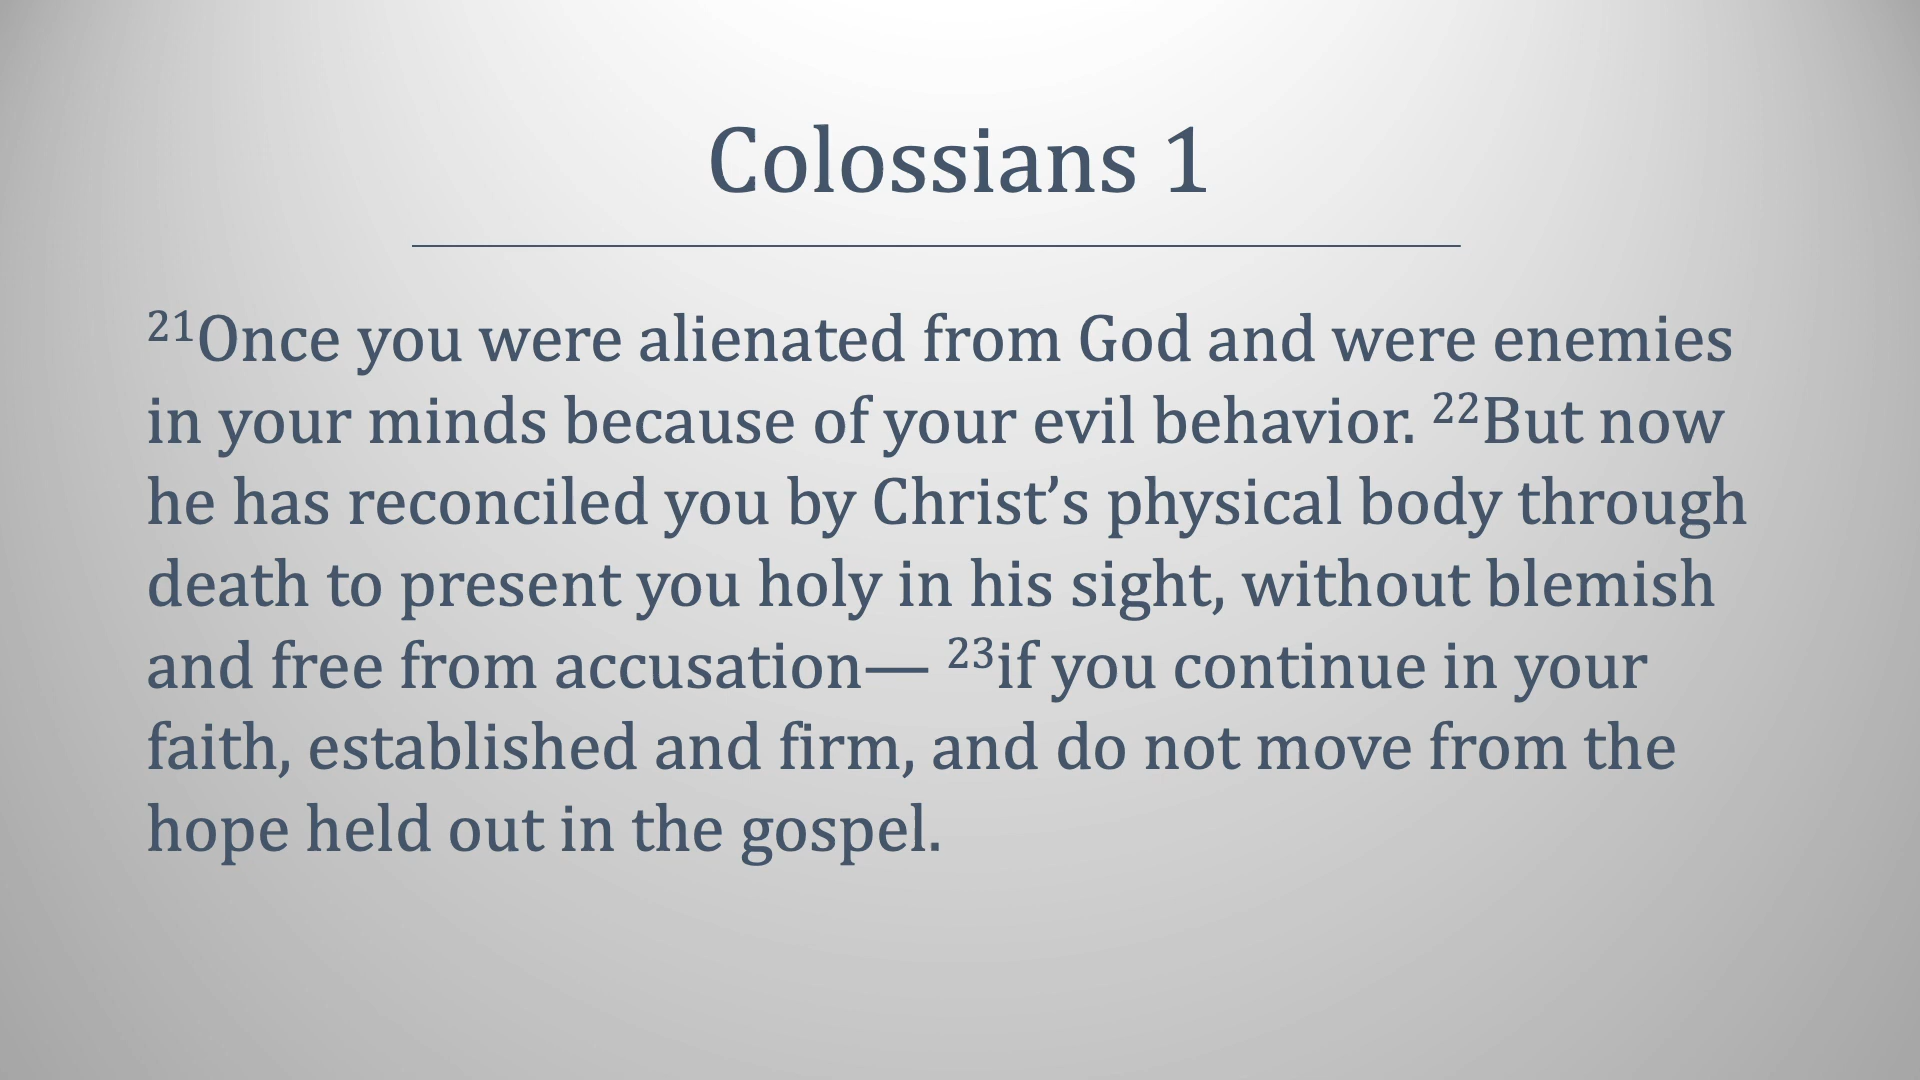 Colossians 1
²¹Once you were alienated from God and were enemies
in your minds because of your evil behavior. ²²But now
he has reconciled you by Christ’s physical body through
death to present you holy in his sight, without blemish
and free from accusation— ²³if you continue in your
faith, established and firm, and do not move from the
hope held out in the gospel.